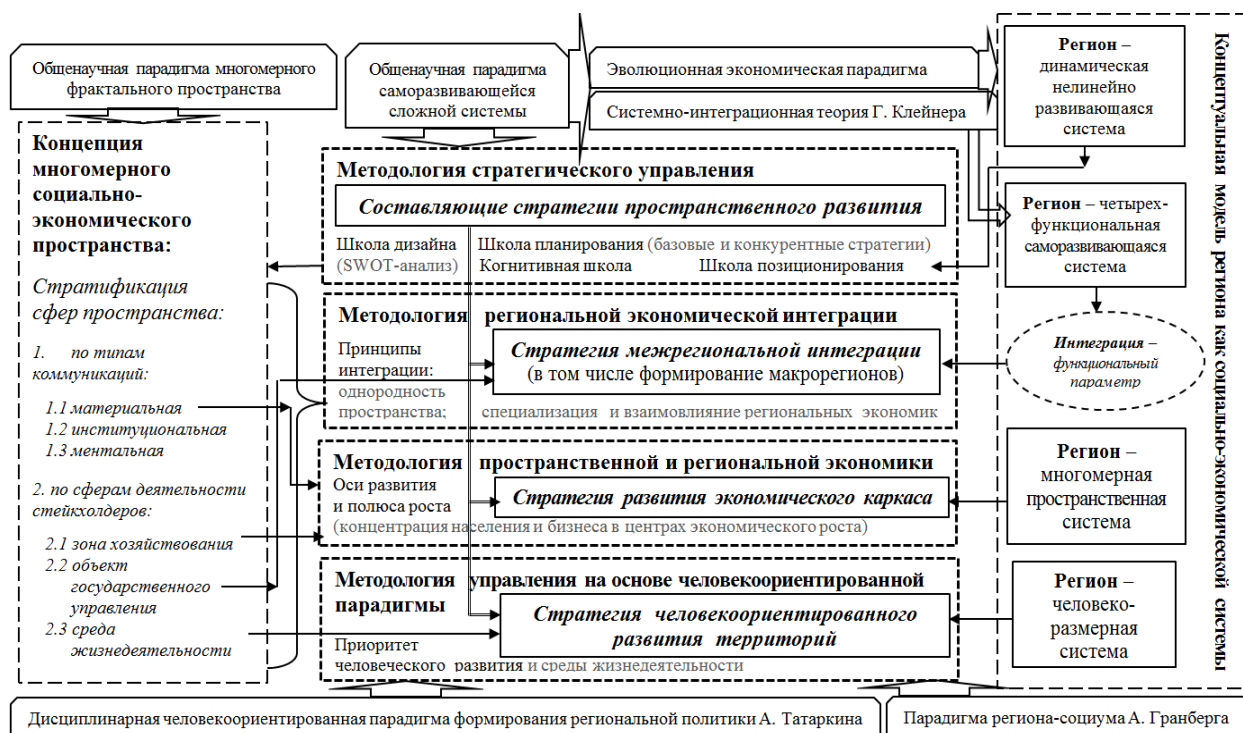 Общенаучная парадигма многомерного
фрактального пространства
Общенаучная парадигма
саморазвивающейся
сложной системы
Эволюционная экономическая парадигма
Системно-интеграционная теория Г. Клейнера
Концепция
многомерного
социально-
экономического
пространства:
Стратификация
сфер пространства:
1. по типам
коммуникаций:
1.1 материальная
1.2 институциональная
1.3 ментальная
2. по сферам деятельности
стейкхолдеров:
2.1 зона хозяйствования
2.2 объект
государственного
управления
2.3 среда
жизнедеятельности
Методология стратегического управления
Составляющие стратегии пространственного развития
Школа дизайна Школа планирования (базовые и конкурентные стратегии)
(SWOT-анализ) Когнитивная школа Школа позиционирования
Методология региональной экономической интеграции
Принципы
интеграции:
однородность
пространства; специализация и взаимовлияние региональных экономик
Стратегия межрегиональной интеграции
(в том числе формирование макрорегионов)
Методология пространственной и региональной экономики
Оси развития
и полюса роста
(концентрация населения и бизнеса в центрах экономического роста)
Стратегия развития экономического каркаса
Методология управления на основе человекоориентированной
парадигмы
Стратегия человекоориентированного
развития территорий
Приоритет
человеческого развития и среды жизнедеятельности
Регион –
динамическая
нелинейно
развивающаяся
система
Регион – четырех-
функциональная
саморазвивающаяся
система
Интеграция –
функциональный
параметр
Регион –
многомерная
пространственная
система
Регион –
человеко-
размерная
система
Концептуальная модель региона как социально-экономической системы
Дисциплинарная человекоориентированная парадигма формирования региональной политики А. Татаркина
Парадигма региона-социума А. Гранберга